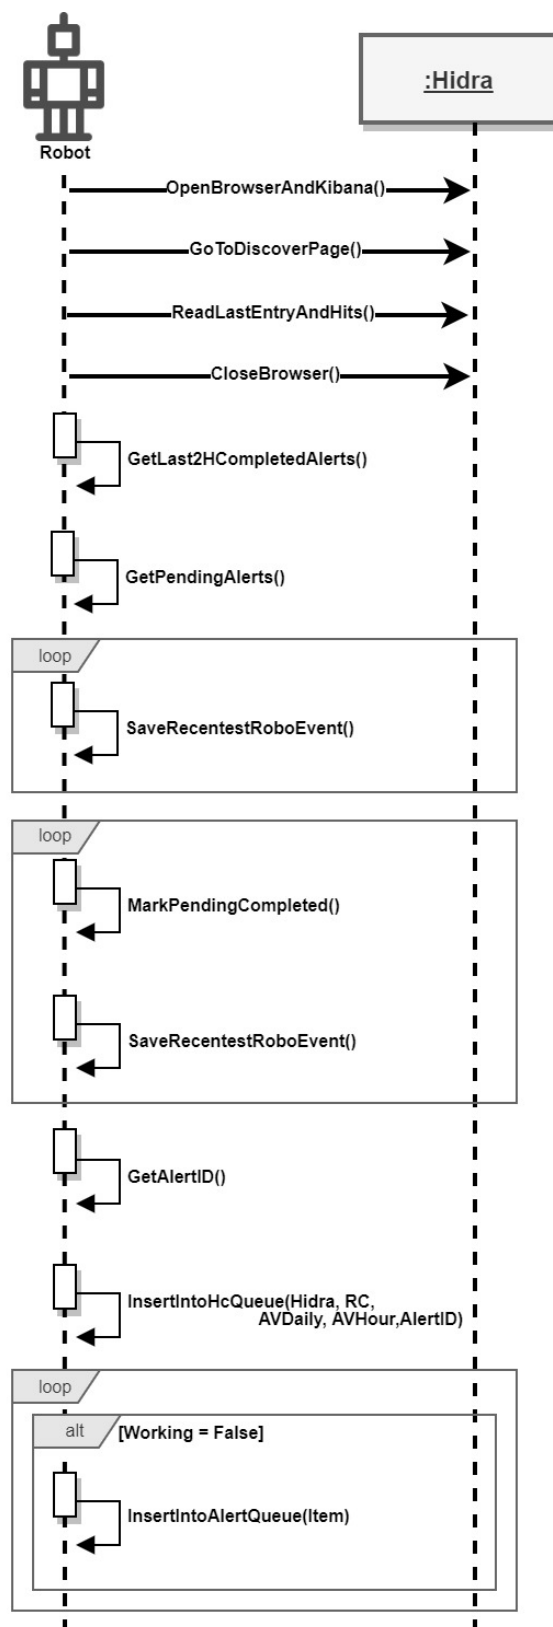 :Hidra
Robot
OpenBrowserAndKibana()
GoToDiscoverPage()
ReadLastEntryAndHits()
CloseBrowser()
GetLast2HCompletedAlerts()
GetPendingAlerts()
loop
SaveRecentestRoboEvent()
loop
MarkPendingCompleted()
SaveRecentestRoboEvent()
GetAlertID()
InsertIntoHcQueue(Hidra, RC,
AVDaily, AVHour,AlertID)
loop
alt
[Working = False]
InsertIntoAlertQueue(Item)